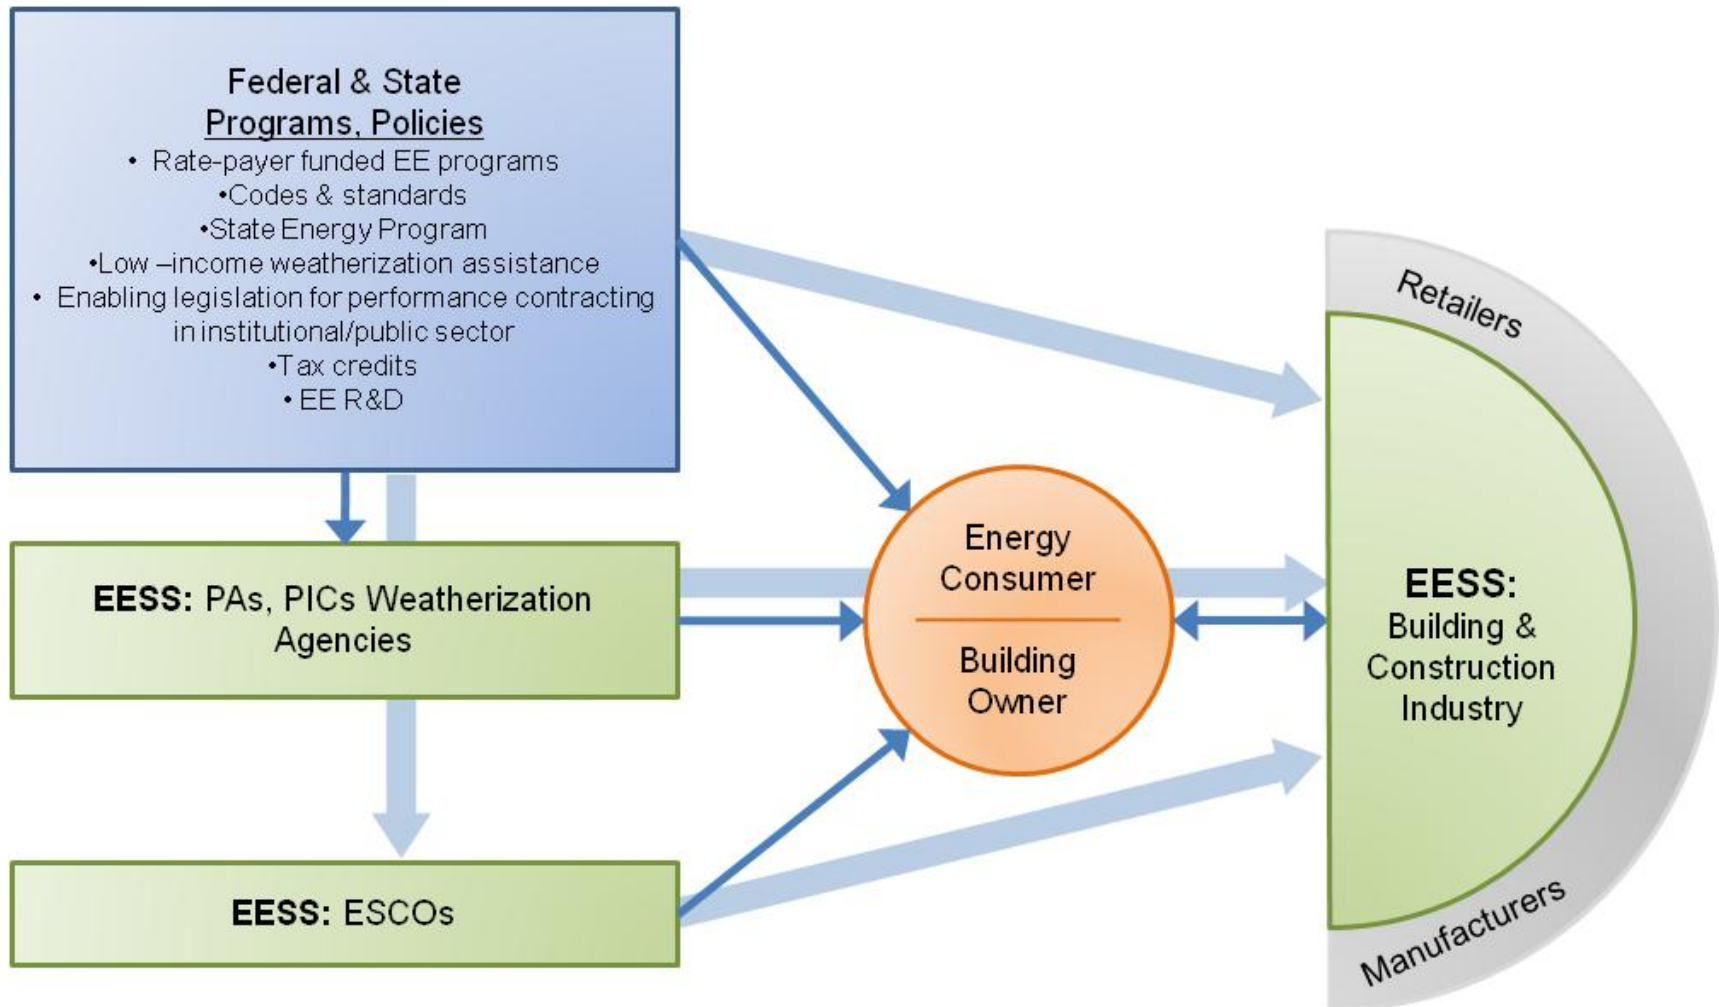 Federal & State
Programs, Policies
• Rate-payer funded EE programs
•Codes & standards
•State Energy Program
•Low –income weatherization assistance
• Enabling legislation for performance contracting
in institutional/public sector
•Tax credits
• EE R&D
Retailers
Energy
Consumer
Building
Owner
EESS: PAs, PICs Weatherization
Agencies
EESS:
Building &
Construction
Industry
EESS: ESCOs
Manufacturers